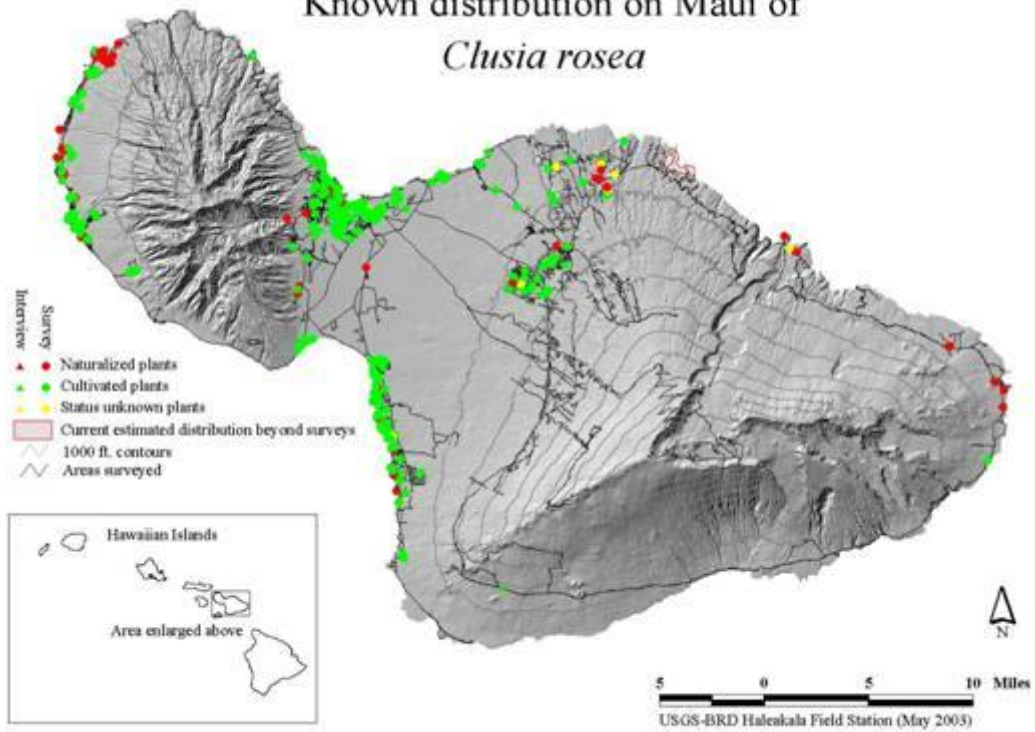 Known distribution on Maui of
Clusia rosea
Interview
Survey
Naturalized plants
Cultivated plants
Status unknown plants
Current estimated distribution beyond surveys
1000 ft. contours
Areas surveyed
Hawaiian Islands
Area enlarged above
N
5 0 5 10 Miles
USGS-BRD Haleakala Field Station (May 2003)